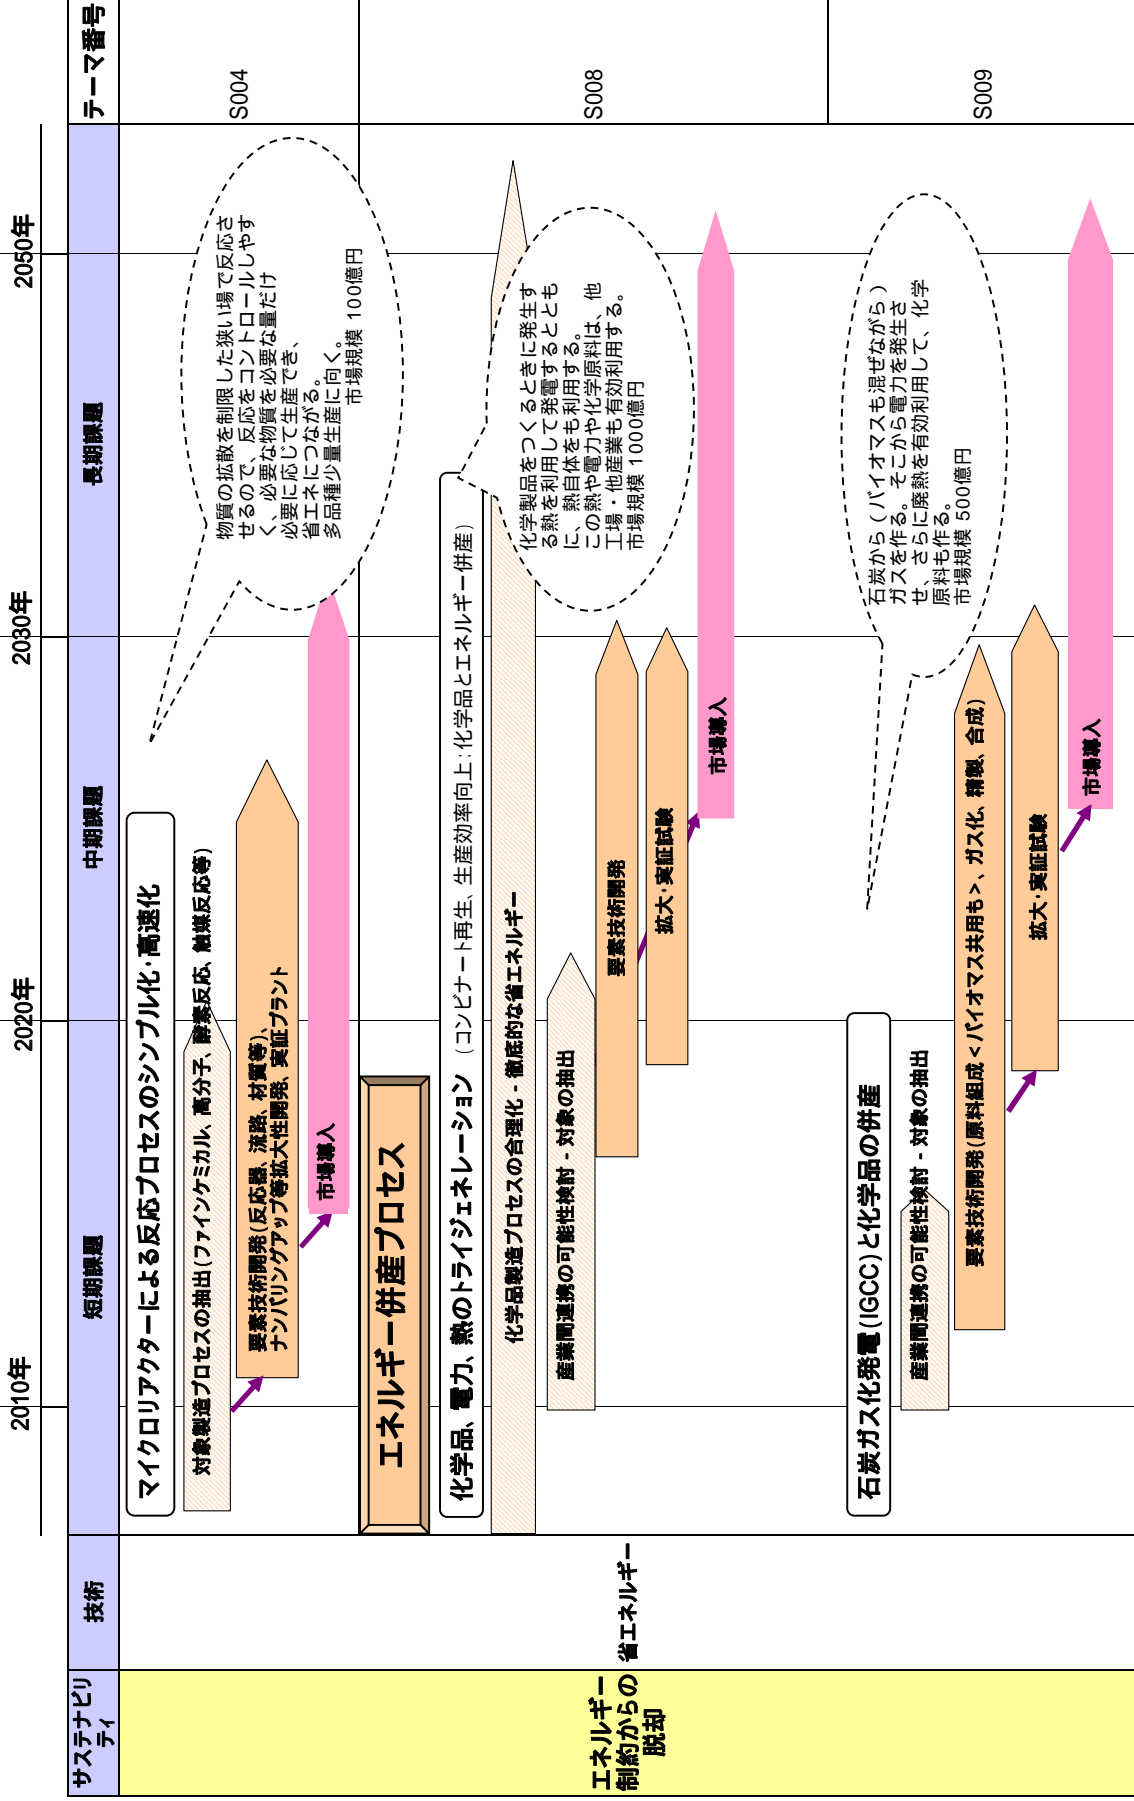 サステナビリ
ティ
技術
短期課題
中期課題
長期課題
テーマ番号
2010年
2020年
2030年
2050年
エネルギー
制約からの
脱却
省エネルギー
マイクロリアクターによる反応プロセスのシンプル化・高速化
対象製造プロセスの抽出(ファインケミカル、高分子、酵素反応、触媒反応等)
要素技術開発(反応器、流路、材質等)、
ナンバリングアップ等拡大性開発、実証プラント
市場導入
物質の拡散を制限した狭い場で反応さ
せるので、反応をコントロールしやす
く、必要な物質を必要な量だけ
必要に応じて生産でき、
省エネにつながる。
多品種少量生産に向く。
市場規模 100億円
S004
エネルギー併産プロセス
化学品、電力、熱のトライジェネレーション（コンビナート再生、生産効率向上:化学品とエネルギー併産）
化学品製造プロセスの合理化 - 徹底的な省エネルギー
産業間連携の可能性検討 - 対象の抽出
要素技術開発
拡大・実証試験
市場導入
化学製品をつくるときに発生す
る熱を利用して発電するととも
に、熱自体をも利用する。
この熱や電力や化学原料は、他
工場・他産業も有効利用する。
市場規模 1000億円
S008
石炭ガス化発電(IGCC)と化学品の併産
産業間連携の可能性検討 - 対象の抽出
要素技術開発(原料組成＜バイオマス共用も＞、ガス化、精製、合成)
拡大・実証試験
市場導入
石炭から（バイオマスも混ぜながら）
ガスを作る。そこから電力を発生さ
せ、さらに廃熱を有効利用して、化学
原料も作る。
市場規模 500億円
S009